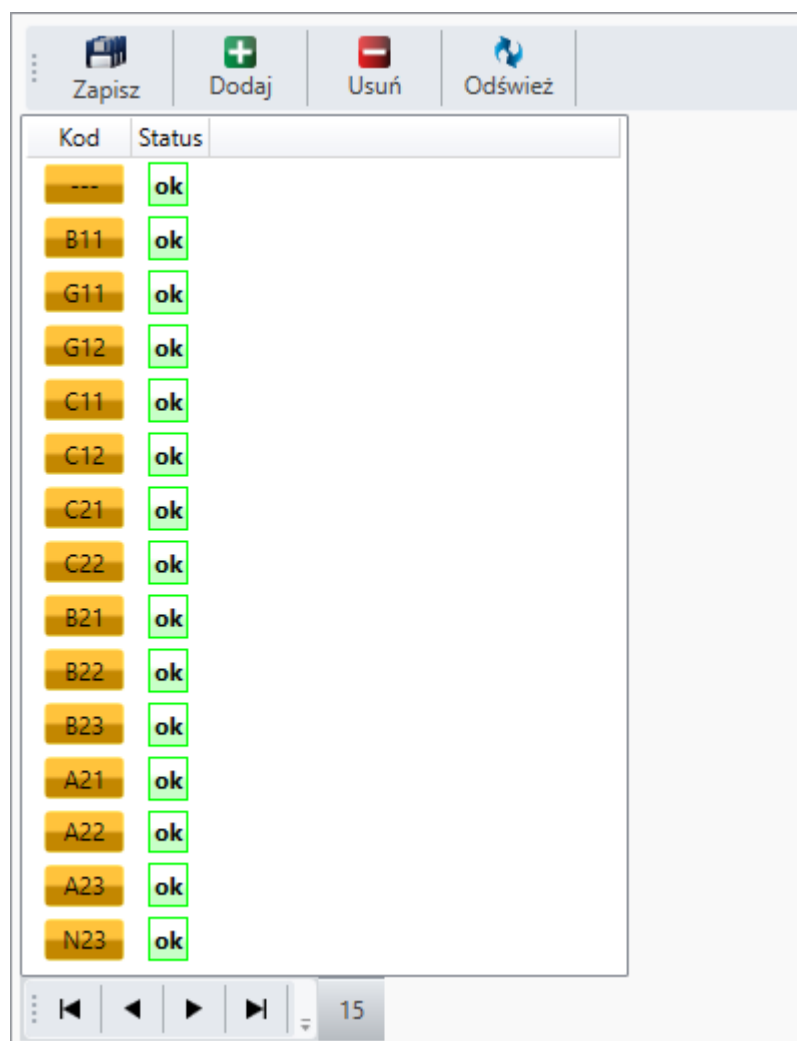 Zapisz Dodaj Usuń Odśwież
Kod Status
--- ok
B11 ok
G11 ok
G12 ok
C11 ok
C12 ok
C21 ok
C22 ok
B21 ok
B22 ok
B23 ok
A21 ok
A22 ok
A23 ok
N23 ok
15